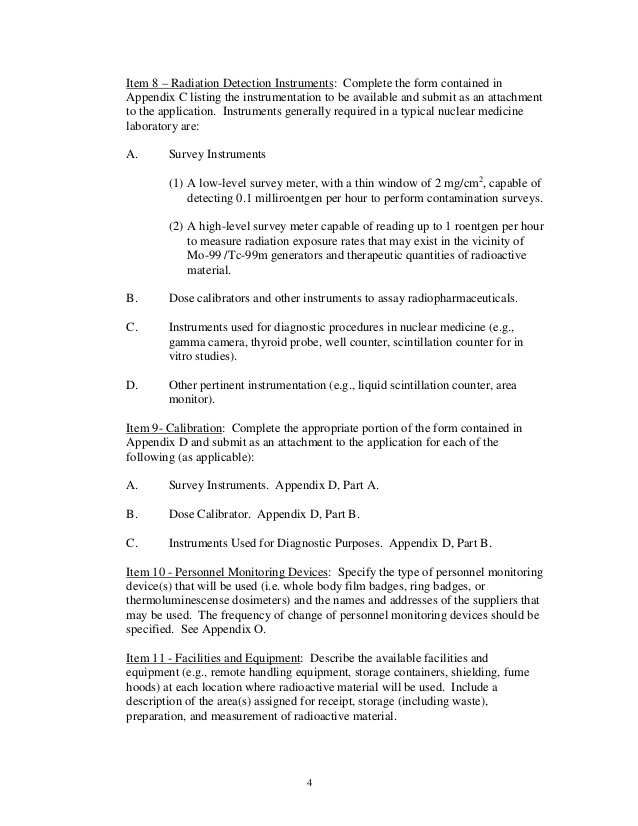 Item 8 – Radiation Detection Instruments:  Complete the form contained in
Appendix C listing the instrumentation to be available and submit as an attachment
to the application.  Instruments generally required in a typical nuclear medicine
laboratory are:
A. Survey Instruments
(1) A low-level survey meter, with a thin window of 2 mg/cm², capable of
detecting 0.1 milliroentgen per hour to perform contamination surveys.
(2) A high-level survey meter capable of reading up to 1 roentgen per hour
to measure radiation exposure rates that may exist in the vicinity of
Mo-99 /Tc-99m generators and therapeutic quantities of radioactive
material.
B. Dose calibrators and other instruments to assay radiopharmaceuticals.
C. Instruments used for diagnostic procedures in nuclear medicine (e.g.,
gamma camera, thyroid probe, well counter, scintillation counter for in
vitro studies).
D. Other pertinent instrumentation (e.g., liquid scintillation counter, area
monitor).
Item 9- Calibration:  Complete the appropriate portion of the form contained in
Appendix D and submit as an attachment to the application for each of the
following (as applicable):
A. Survey Instruments.  Appendix D, Part A.
B. Dose Calibrator.  Appendix D, Part B.
C. Instruments Used for Diagnostic Purposes.  Appendix D, Part B.
Item 10 - Personnel Monitoring Devices:  Specify the type of personnel monitoring
device(s) that will be used (i.e. whole body film badges, ring badges, or
thermoluminescense dosimeters) and the names and addresses of the suppliers that
may be used.  The frequency of change of personnel monitoring devices should be
specified.  See Appendix O.
Item 11 - Facilities and Equipment:  Describe the available facilities and
equipment (e.g., remote handling equipment, storage containers, shielding, fume
hoods) at each location where radioactive material will be used.  Include a
description of the area(s) assigned for receipt, storage (including waste),
preparation, and measurement of radioactive material.
4